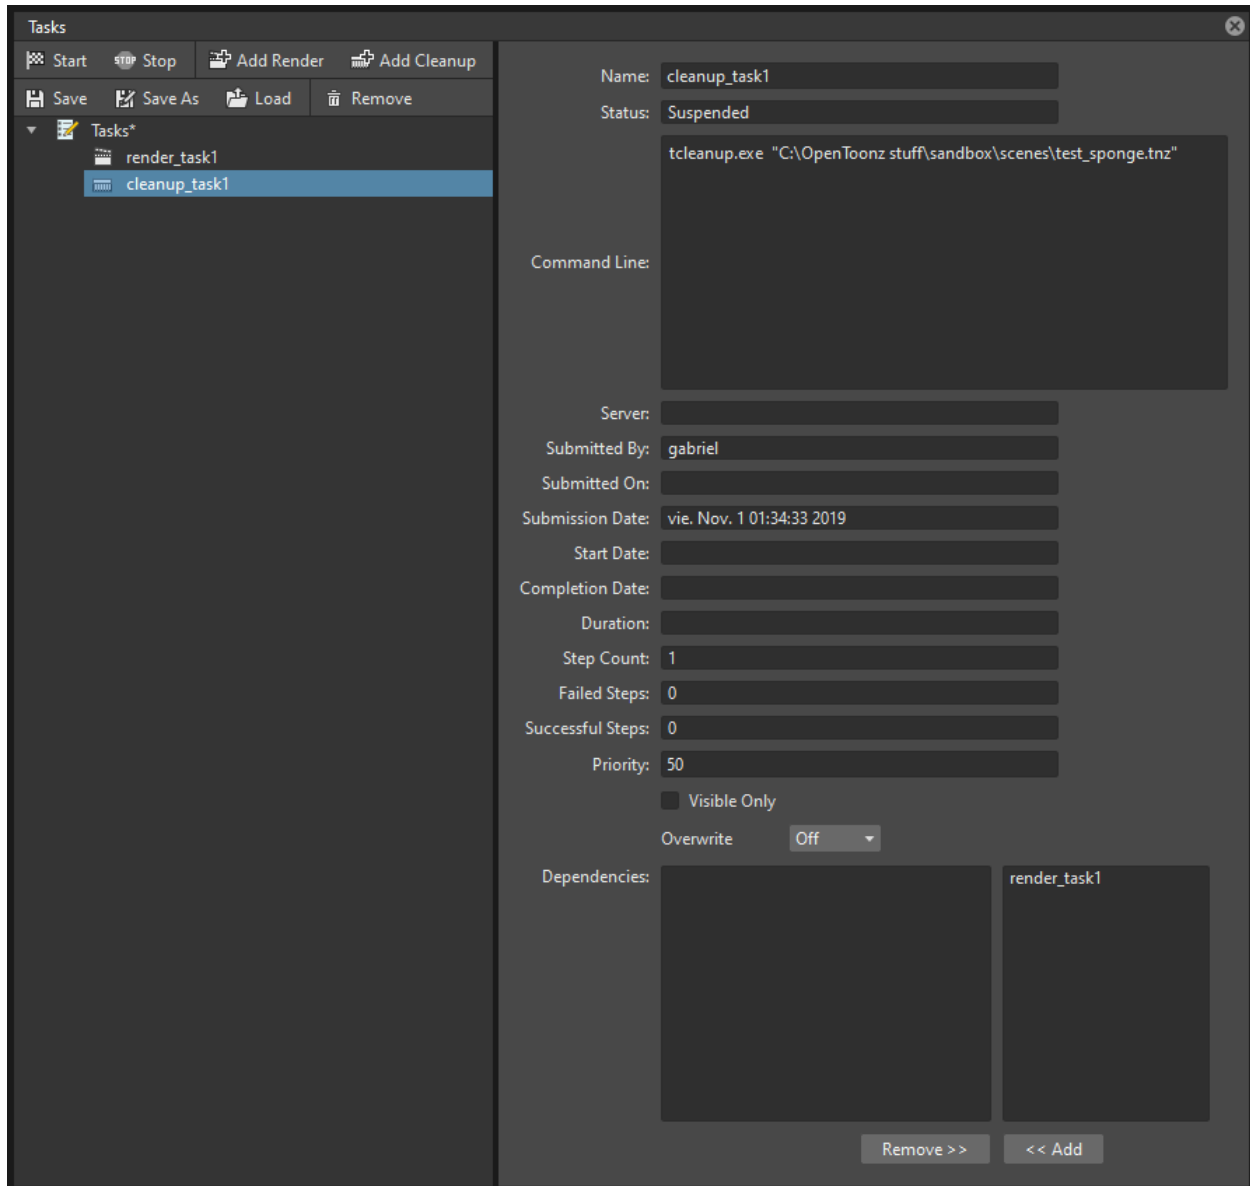 Tasks
Start STOP Stop Add Render Add Cleanup
Save Save As Load Remove
Tasks*
render_task1
cleanup_task1
Name: cleanup_task1
Status: Suspended
Command Line: tcleanup.exe  "C:\OpenToonz stuff\sandbox\scenes\test_sponge.tnz"
Server:
Submitted By: gabriel
Submitted On:
Submission Date: vie. Nov. 1 01:34:33 2019
Start Date:
Completion Date:
Duration:
Step Count: 1
Failed Steps: 0
Successful Steps: 0
Priority: 50
Visible Only
Overwrite Off
Dependencies: render_task1
Remove >> << Add